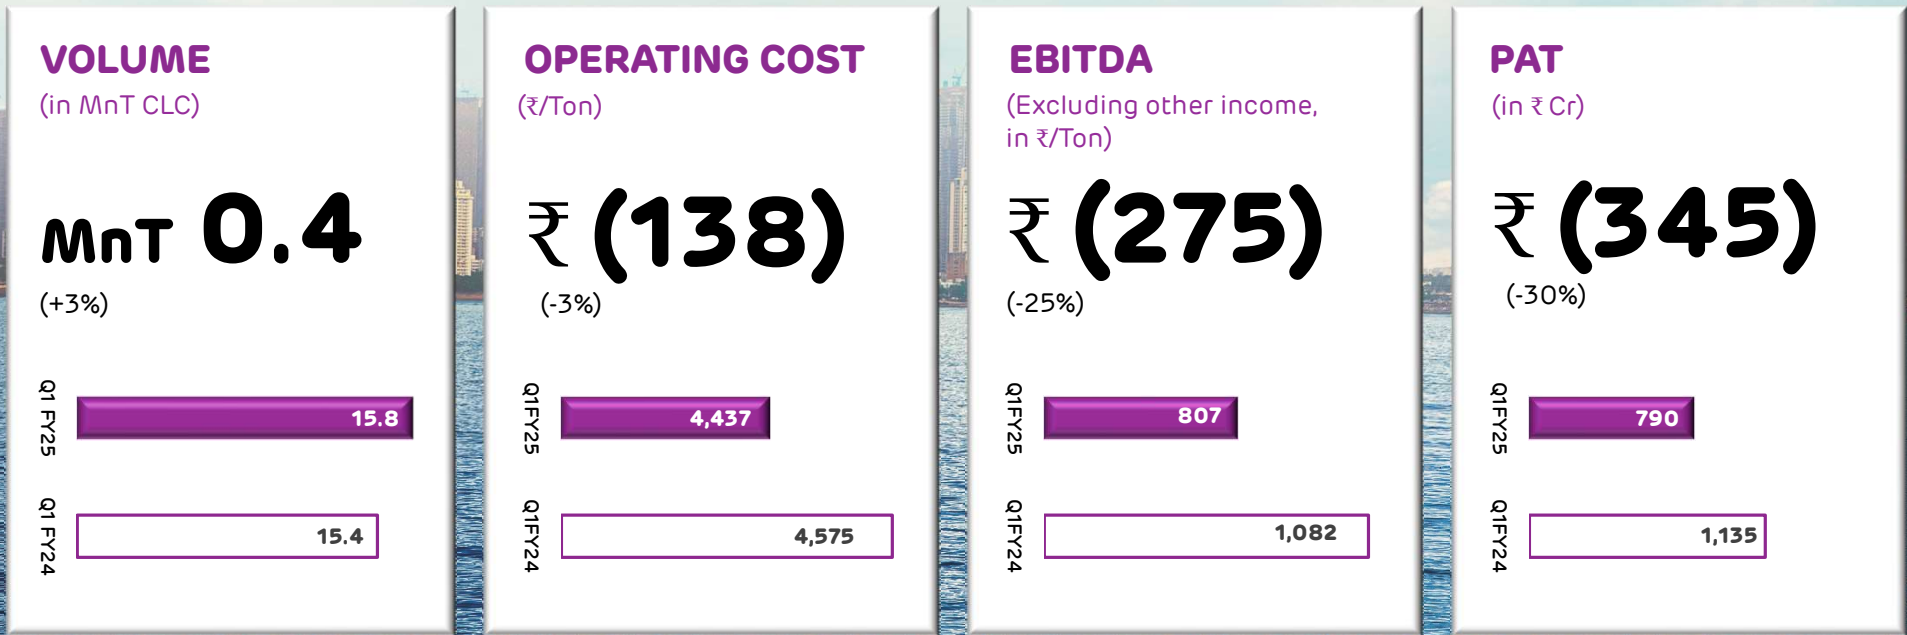 VOLUME
(in MnT CLC)
MnT 0.4
(+3%)
Q1 FY25
15.8
Q1 FY24
15.4
OPERATING COST
(₹/Ton)
₹ (138)
(-3%)
Q1FY25
4,437
Q1FY24
4,575
EBITDA
(Excluding other income,
in ₹/Ton)
₹ (275)
(-25%)
Q1FY25
807
Q1FY24
1,082
PAT
(in ₹ Cr)
₹ (345)
(-30%)
Q1FY25
790
Q1FY24
1,135